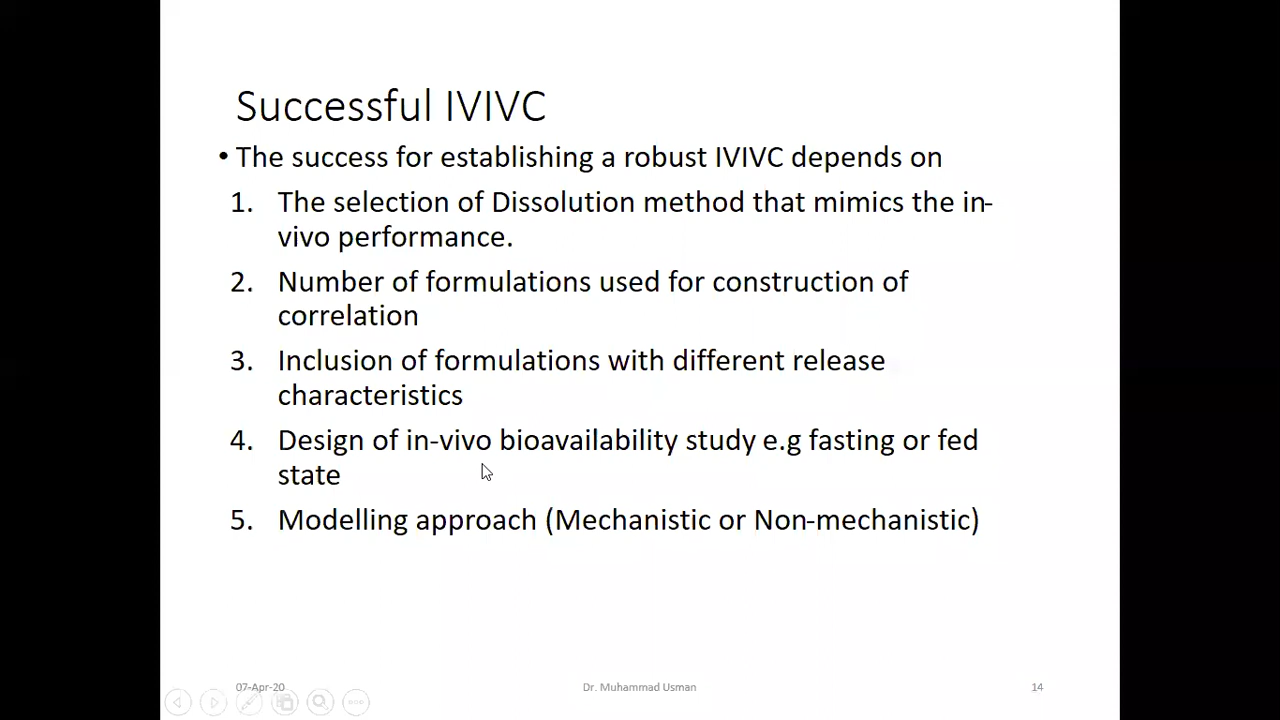 Successful IVIVC
• The success for establishing a robust IVIVC depends on
1. The selection of Dissolution method that mimics the in-
vivo performance.
2. Number of formulations used for construction of
correlation
3. Inclusion of formulations with different release
characteristics
4. Design of in-vivo bioavailability study e.g fasting or fed
state
5. Modelling approach (Mechanistic or Non-mechanistic)
07-Apr-20 Dr. Muhammad Usman 14